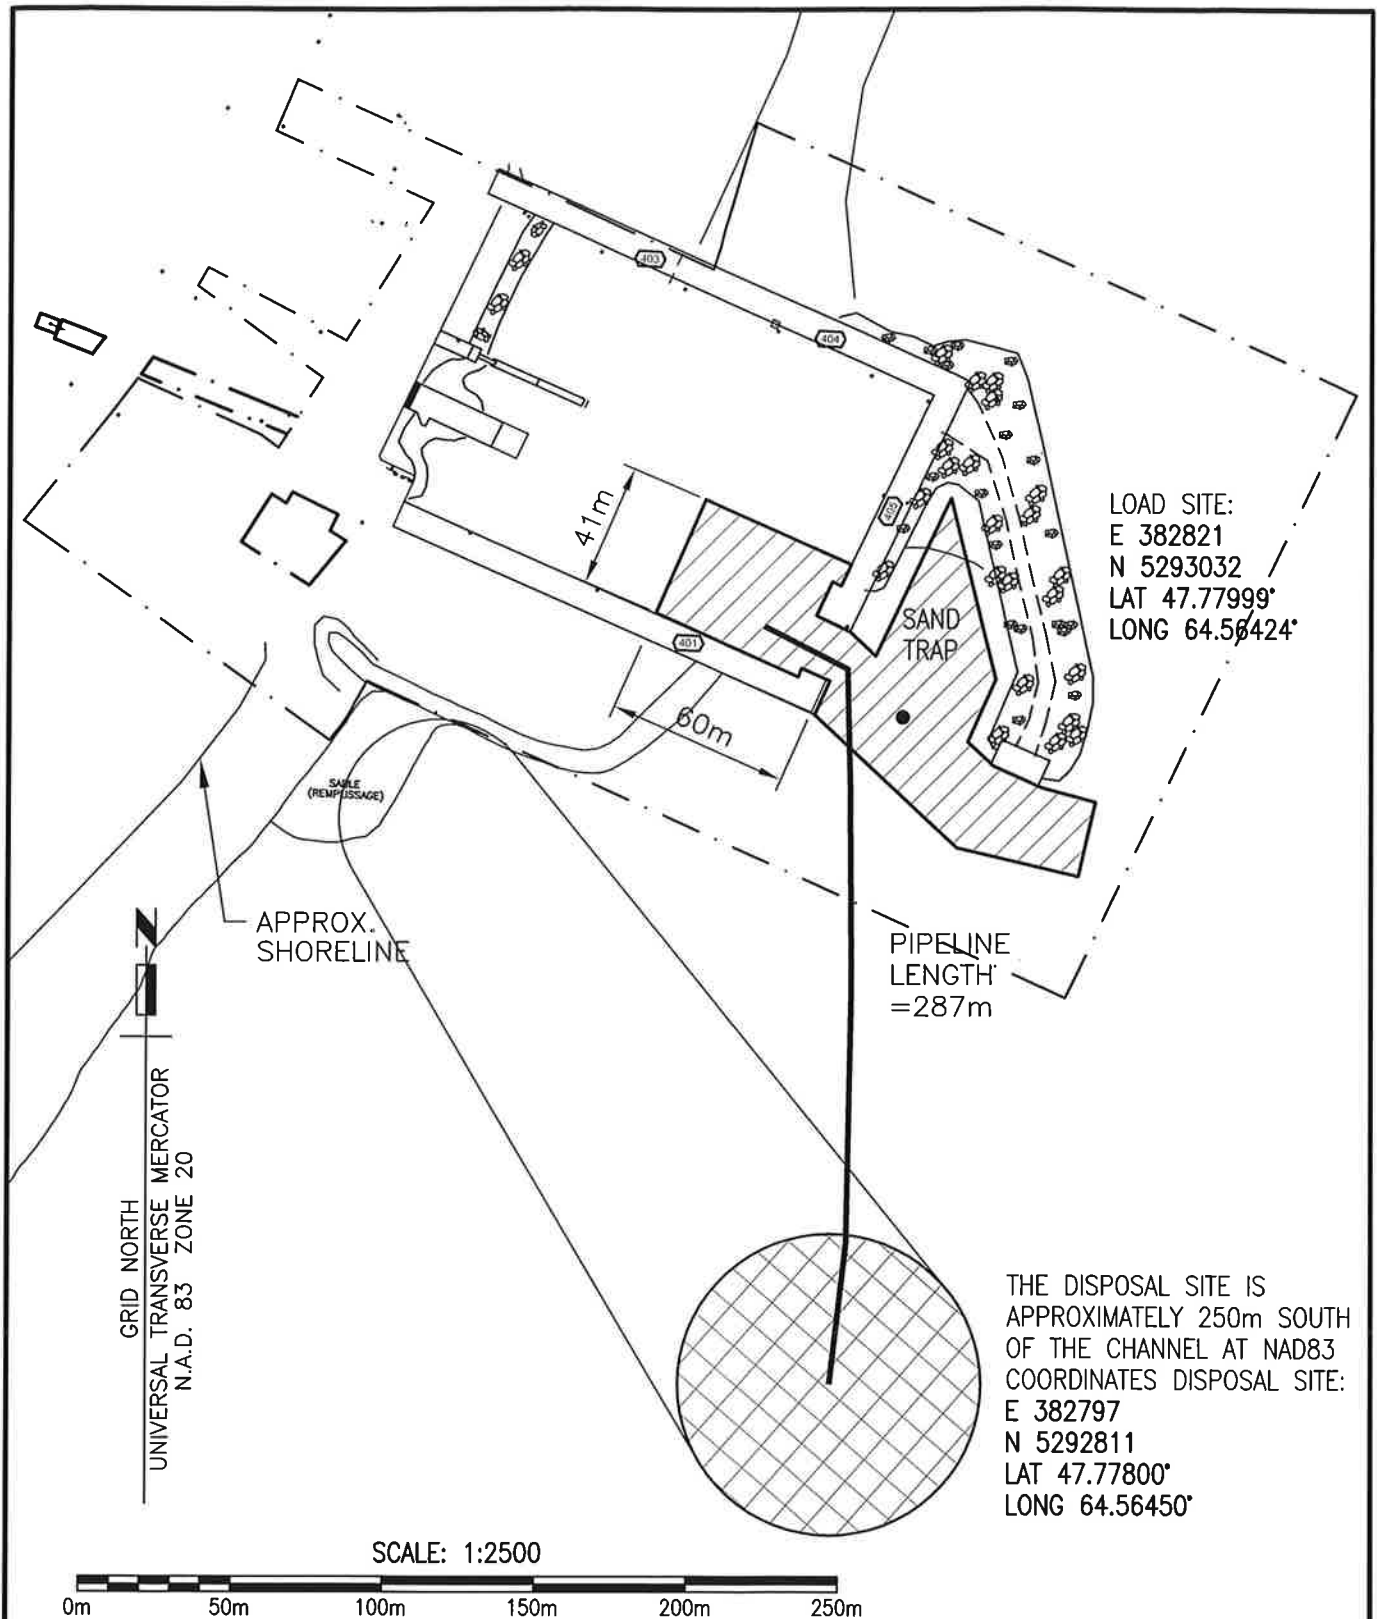 403
404
405
401
41m
60m
LOAD SITE:
E 382821
N 5293032
LAT 47.77999°
LONG 64.56424°
SAND
TRAP
SABLE
(REMPLISSAGE)
APPROX.
SHORELINE
PIPELINE
LENGTH
=287m
N
GRID NORTH
UNIVERSAL TRANSVERSE MERCATOR
N.A.D. 83 ZONE 20
THE DISPOSAL SITE IS
APPROXIMATELY 250m SOUTH
OF THE CHANNEL AT NAD83
COORDINATES DISPOSAL SITE:
E 382797
N 5292811
LAT 47.77800°
LONG 64.56450°
SCALE: 1:2500
0m 50m 100m 150m 200m 250m